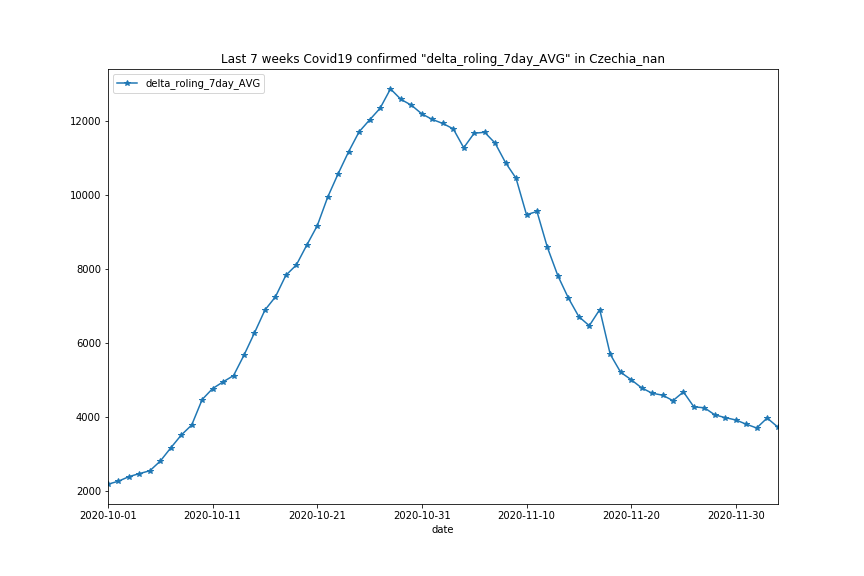 Last 7 weeks Covid19 confirmed "delta_roling_7day_AVG" in Czechia_nan
delta_roling_7day_AVG
12000
10000
8000
6000
4000
2000
2020-10-01 2020-10-11 2020-10-21 2020-10-31 2020-11-10 2020-11-20 2020-11-30
date